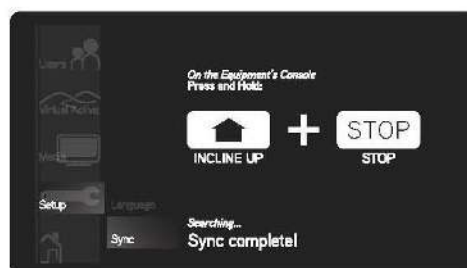 Users
On the Equipment's Console
Press and Hold:
Virtual Active
STOP
INCLINE UP
STOP
Media
Setup
Language
Sync
Searching...
Sync complete!